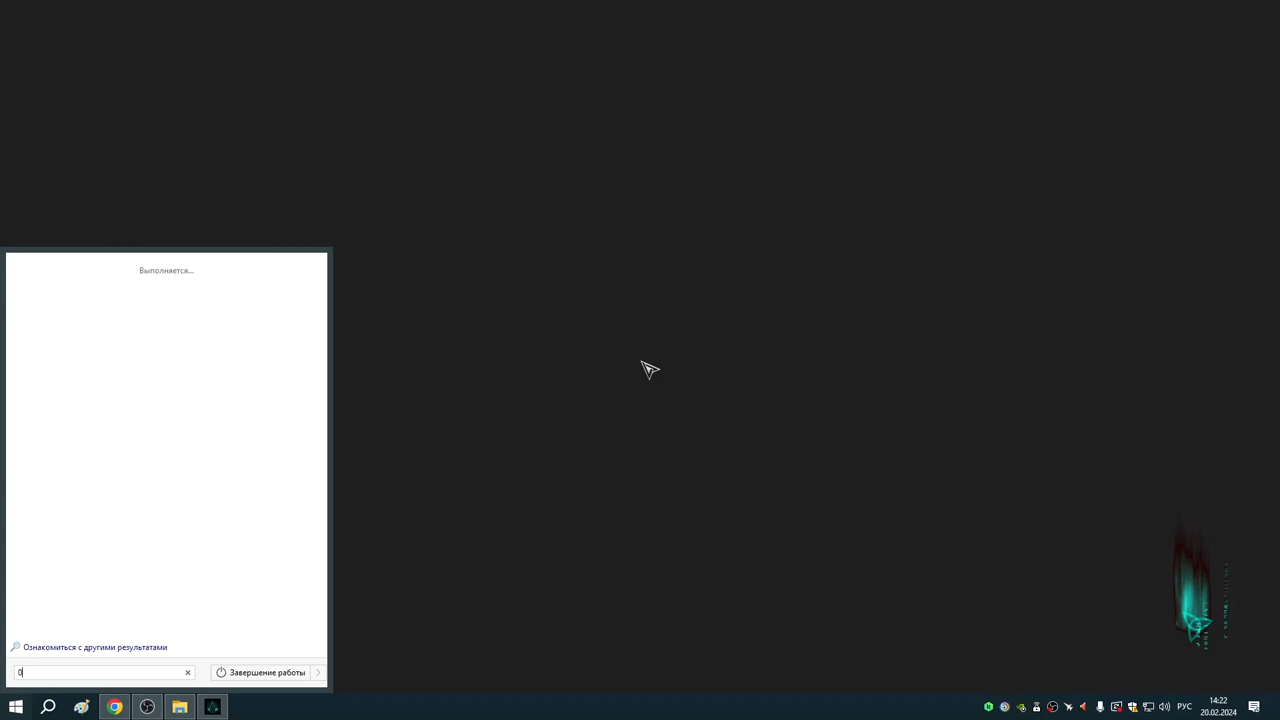 Выполняется...
Ознакомиться с другими результатами
0
Завершение работы
РУС
14:22
20.02.2024